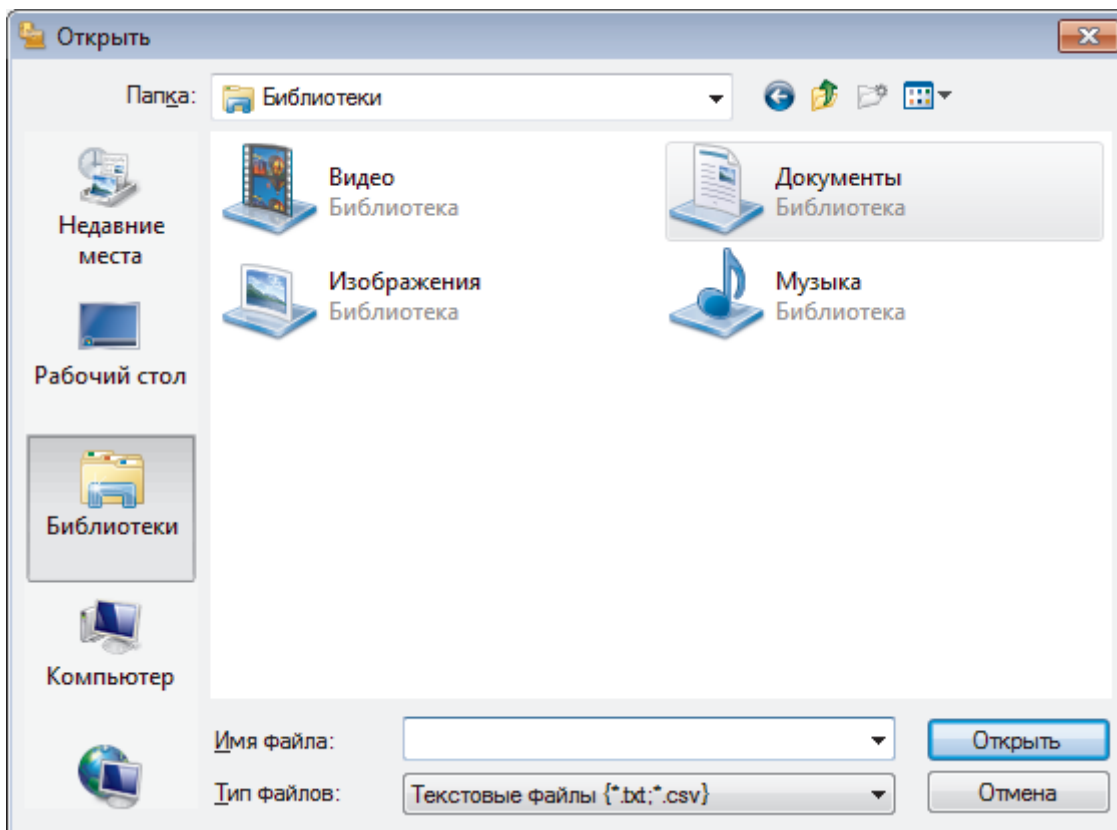 Открыть
Папка:
Библиотеки
Недавние
места
Рабочий стол
Библиотеки
Компьютер
Видео
Библиотека
Документы
Библиотека
Изображения
Библиотека
Музыка
Библиотека
Имя файла:
Открыть
Тип файлов:
Текстовые файлы {*.txt;*.csv}
Отмена